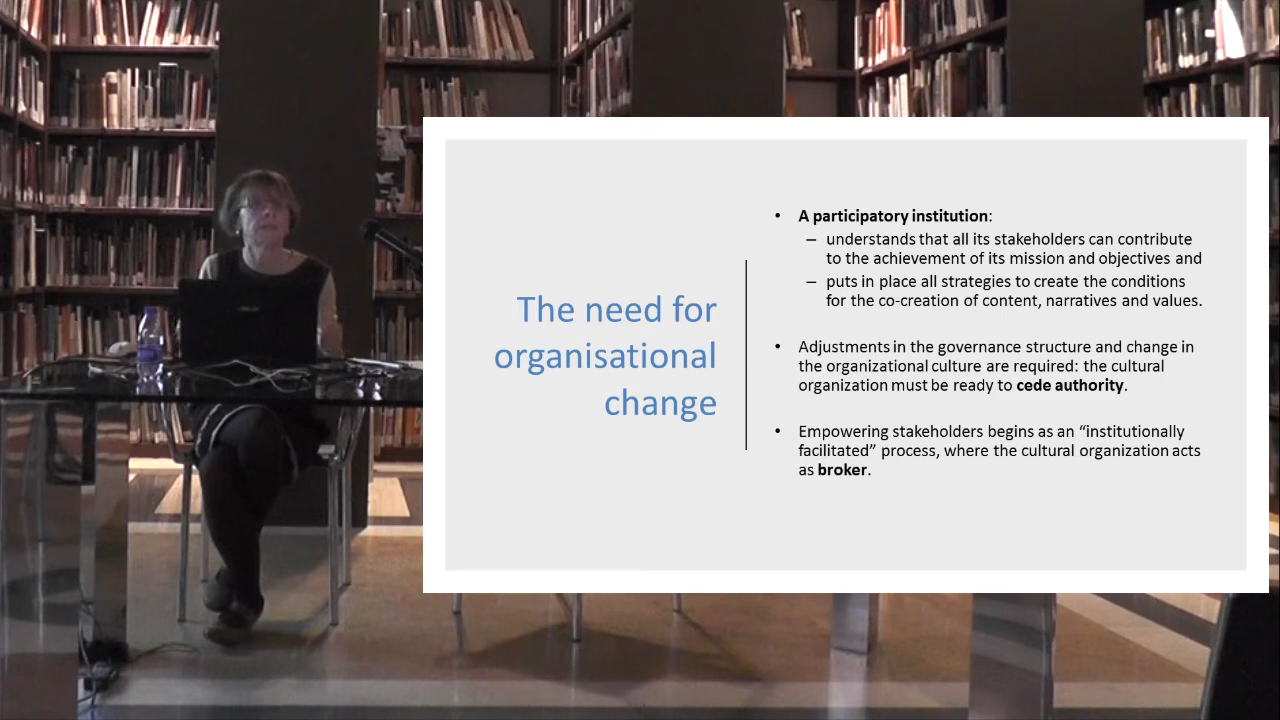 The need for
organisational
change
• A participatory institution:
– understands that all its stakeholders can contribute
to the achievement of its mission and objectives and
– puts in place all strategies to create the conditions
for the co-creation of content, narratives and values.
• Adjustments in the governance structure and change in
the organizational culture are required: the cultural
organization must be ready to cede authority.
• Empowering stakeholders begins as an “institutionally
facilitated” process, where the cultural organization acts
as broker.